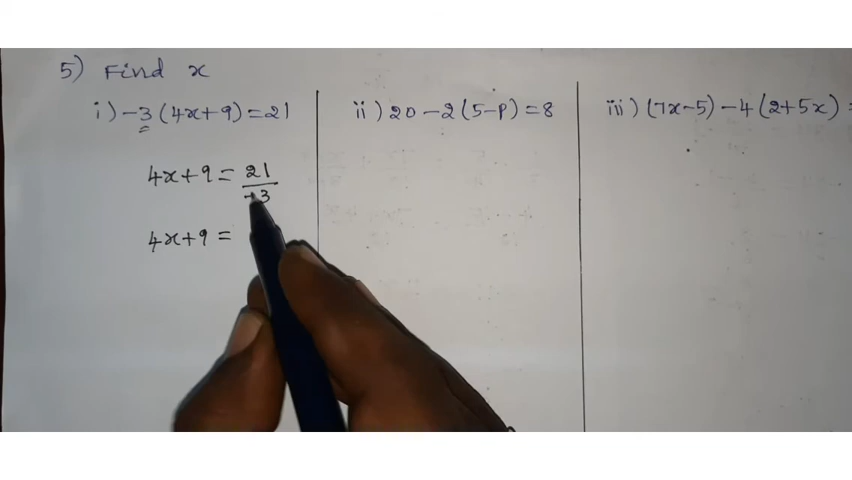 5) Find x
i) -3 (4x+9) = 21
4x+9 = 21/-3
4x+9 =
ii) 20 - 2 (5-P) = 8
iii) (7x-5) - 4 (2+5x) =